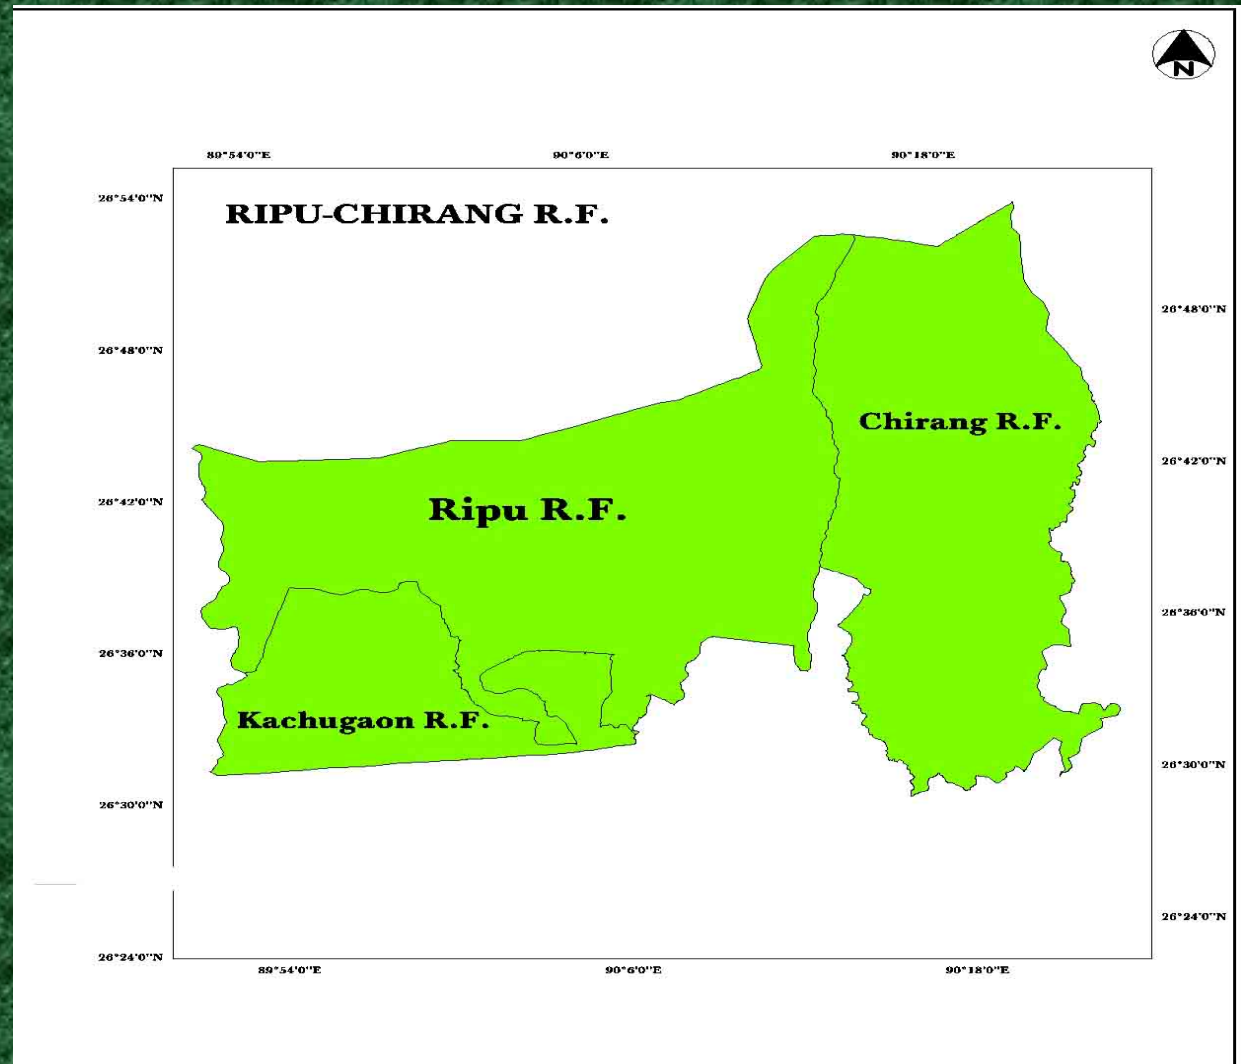 N
89°54'0"E 90°6'0"E 90°18'0"E
26°54'0"N
RIPU-CHIRANG R.F.
26°48'0"N
26°48'0"N
Chirang R.F.
26°42'0"N
26°42'0"N
Ripu R.F.
26°36'0"N
26°36'0"N
Kachugaon R.F.
26°30'0"N
26°30'0"N
26°24'0"N
26°24'0"N
89°54'0"E 90°6'0"E 90°18'0"E